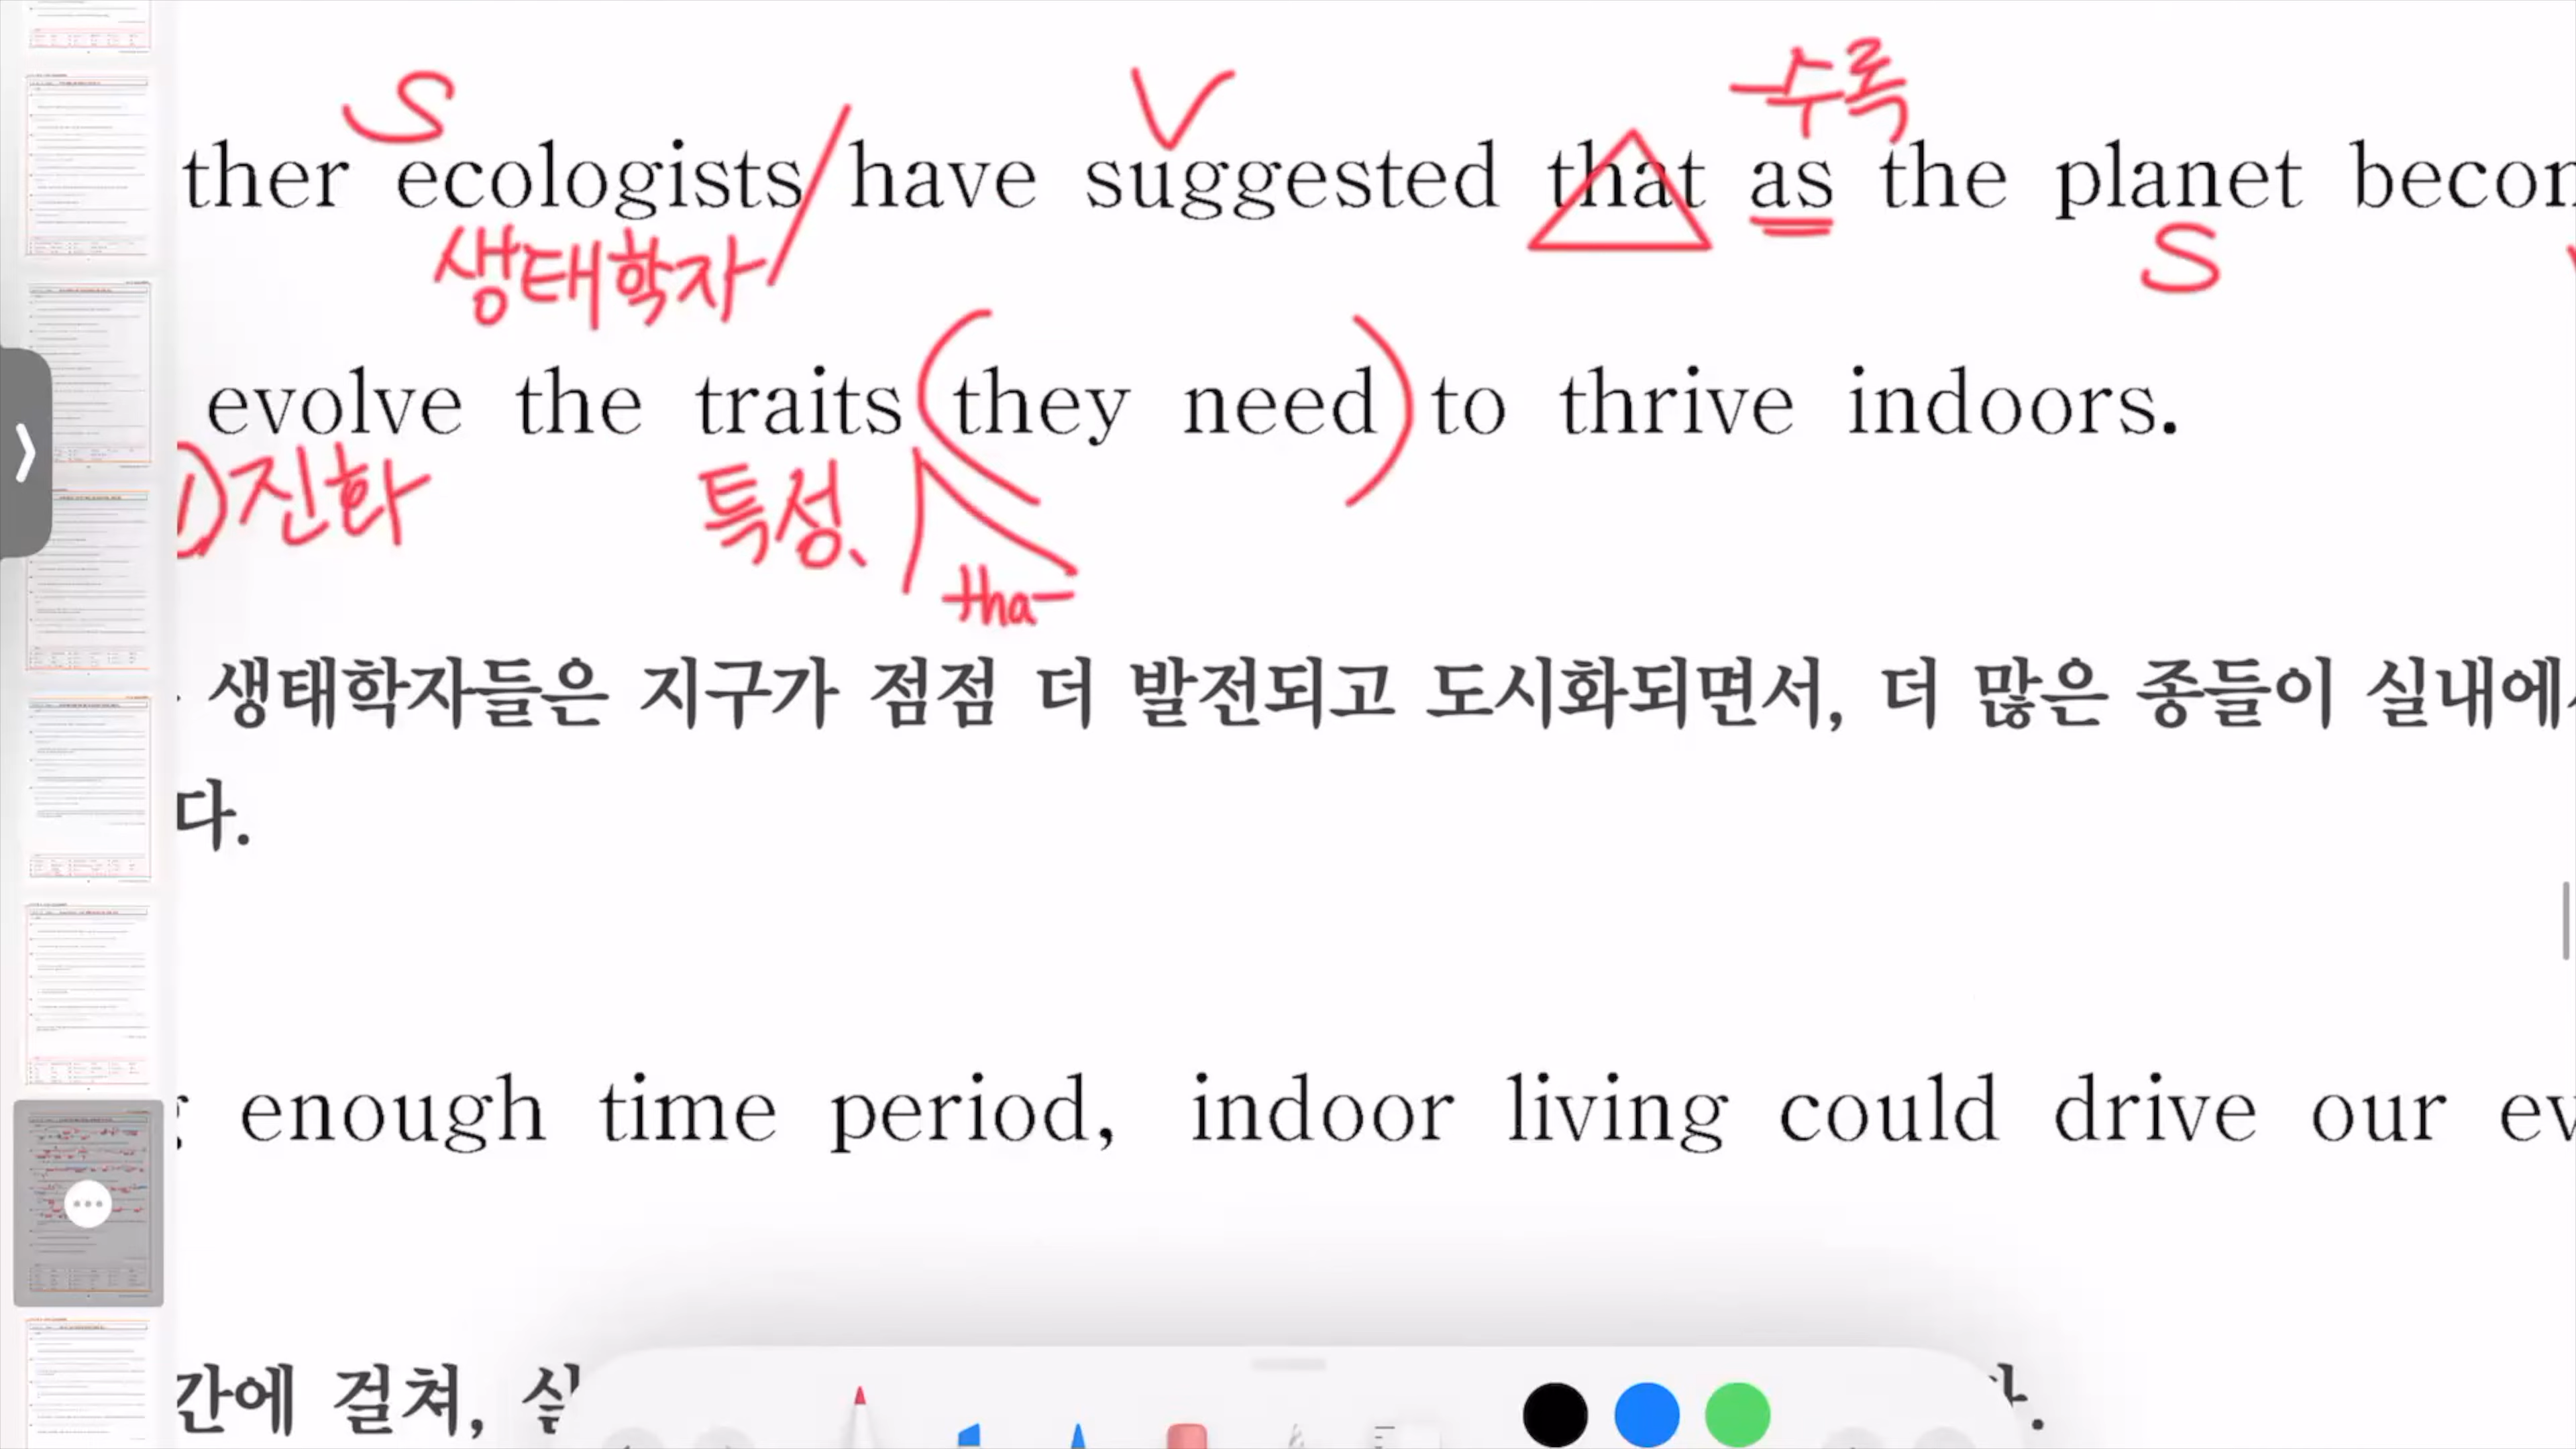 S V -수록
ther ecologists have suggested that as the planet becom
생태학자 S
evolve the traits (they need) to thrive indoors.
①진화 특성 tha-
생태학자들은 지구가 점점 더 발전되고 도시화되면서, 더 많은 종들이 실내에서
다.
enough time period, indoor living could drive our ev
간에 걸쳐,